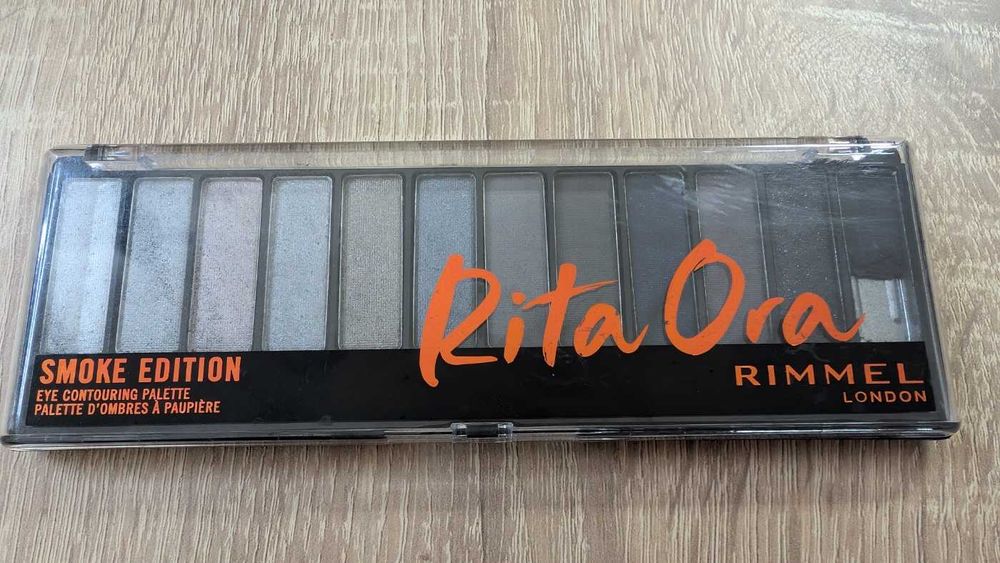 Rita Ora
SMOKE EDITION
EYE CONTOURING PALETTE
PALETTE D'OMBRES À PAUPIÈRE
RIMMEL
LONDON